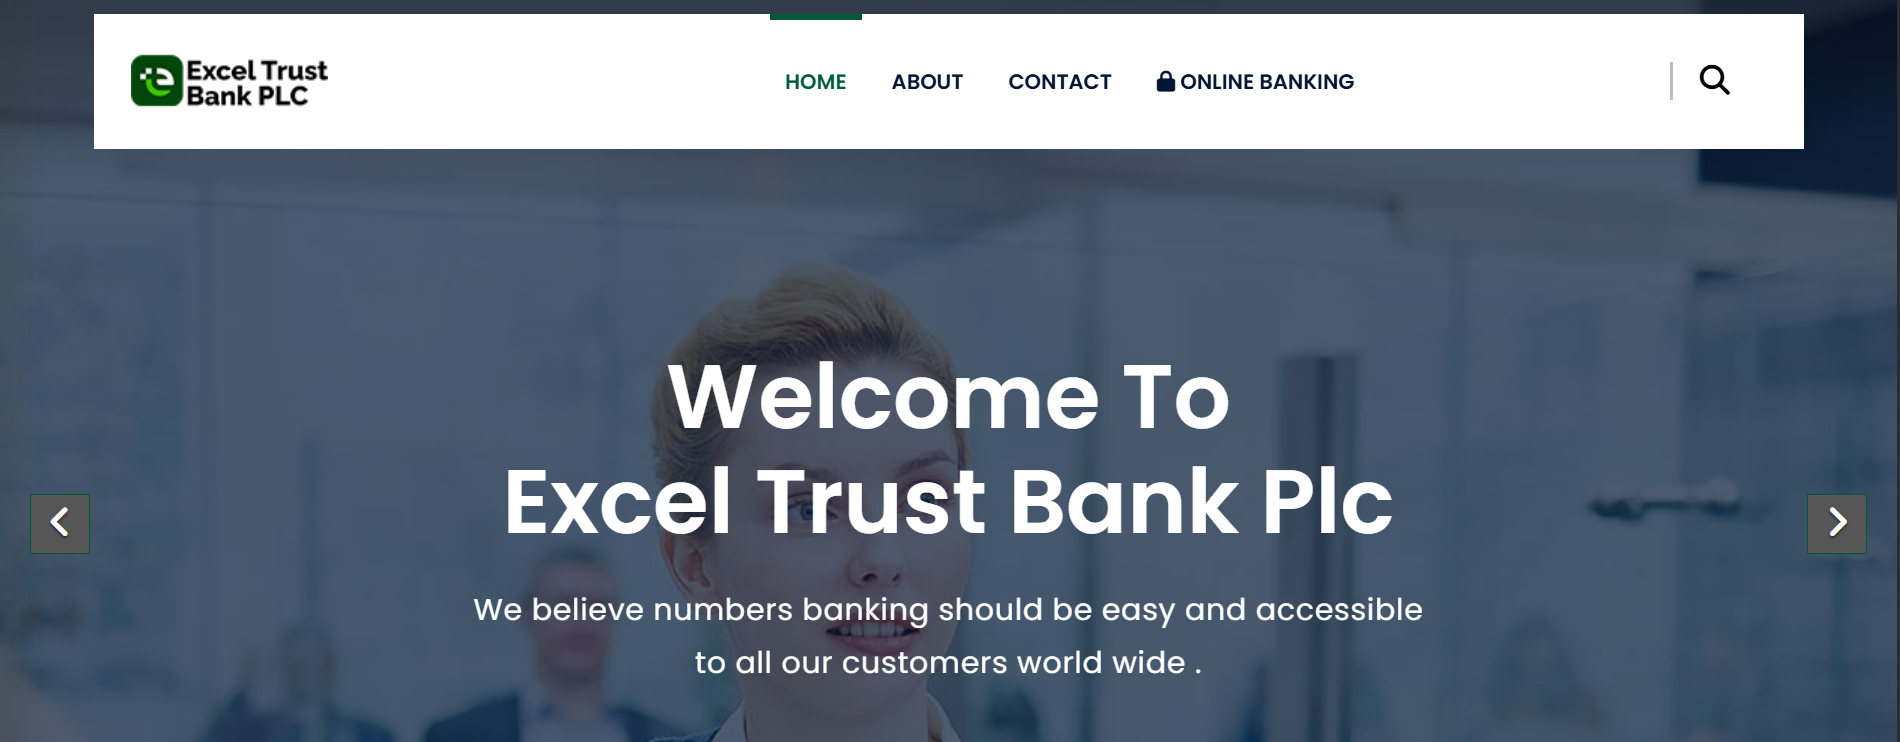 Excel Trust
Bank PLC
HOME ABOUT CONTACT ONLINE BANKING
Welcome To
Excel Trust Bank Plc
We believe numbers banking should be easy and accessible
to all our customers world wide .